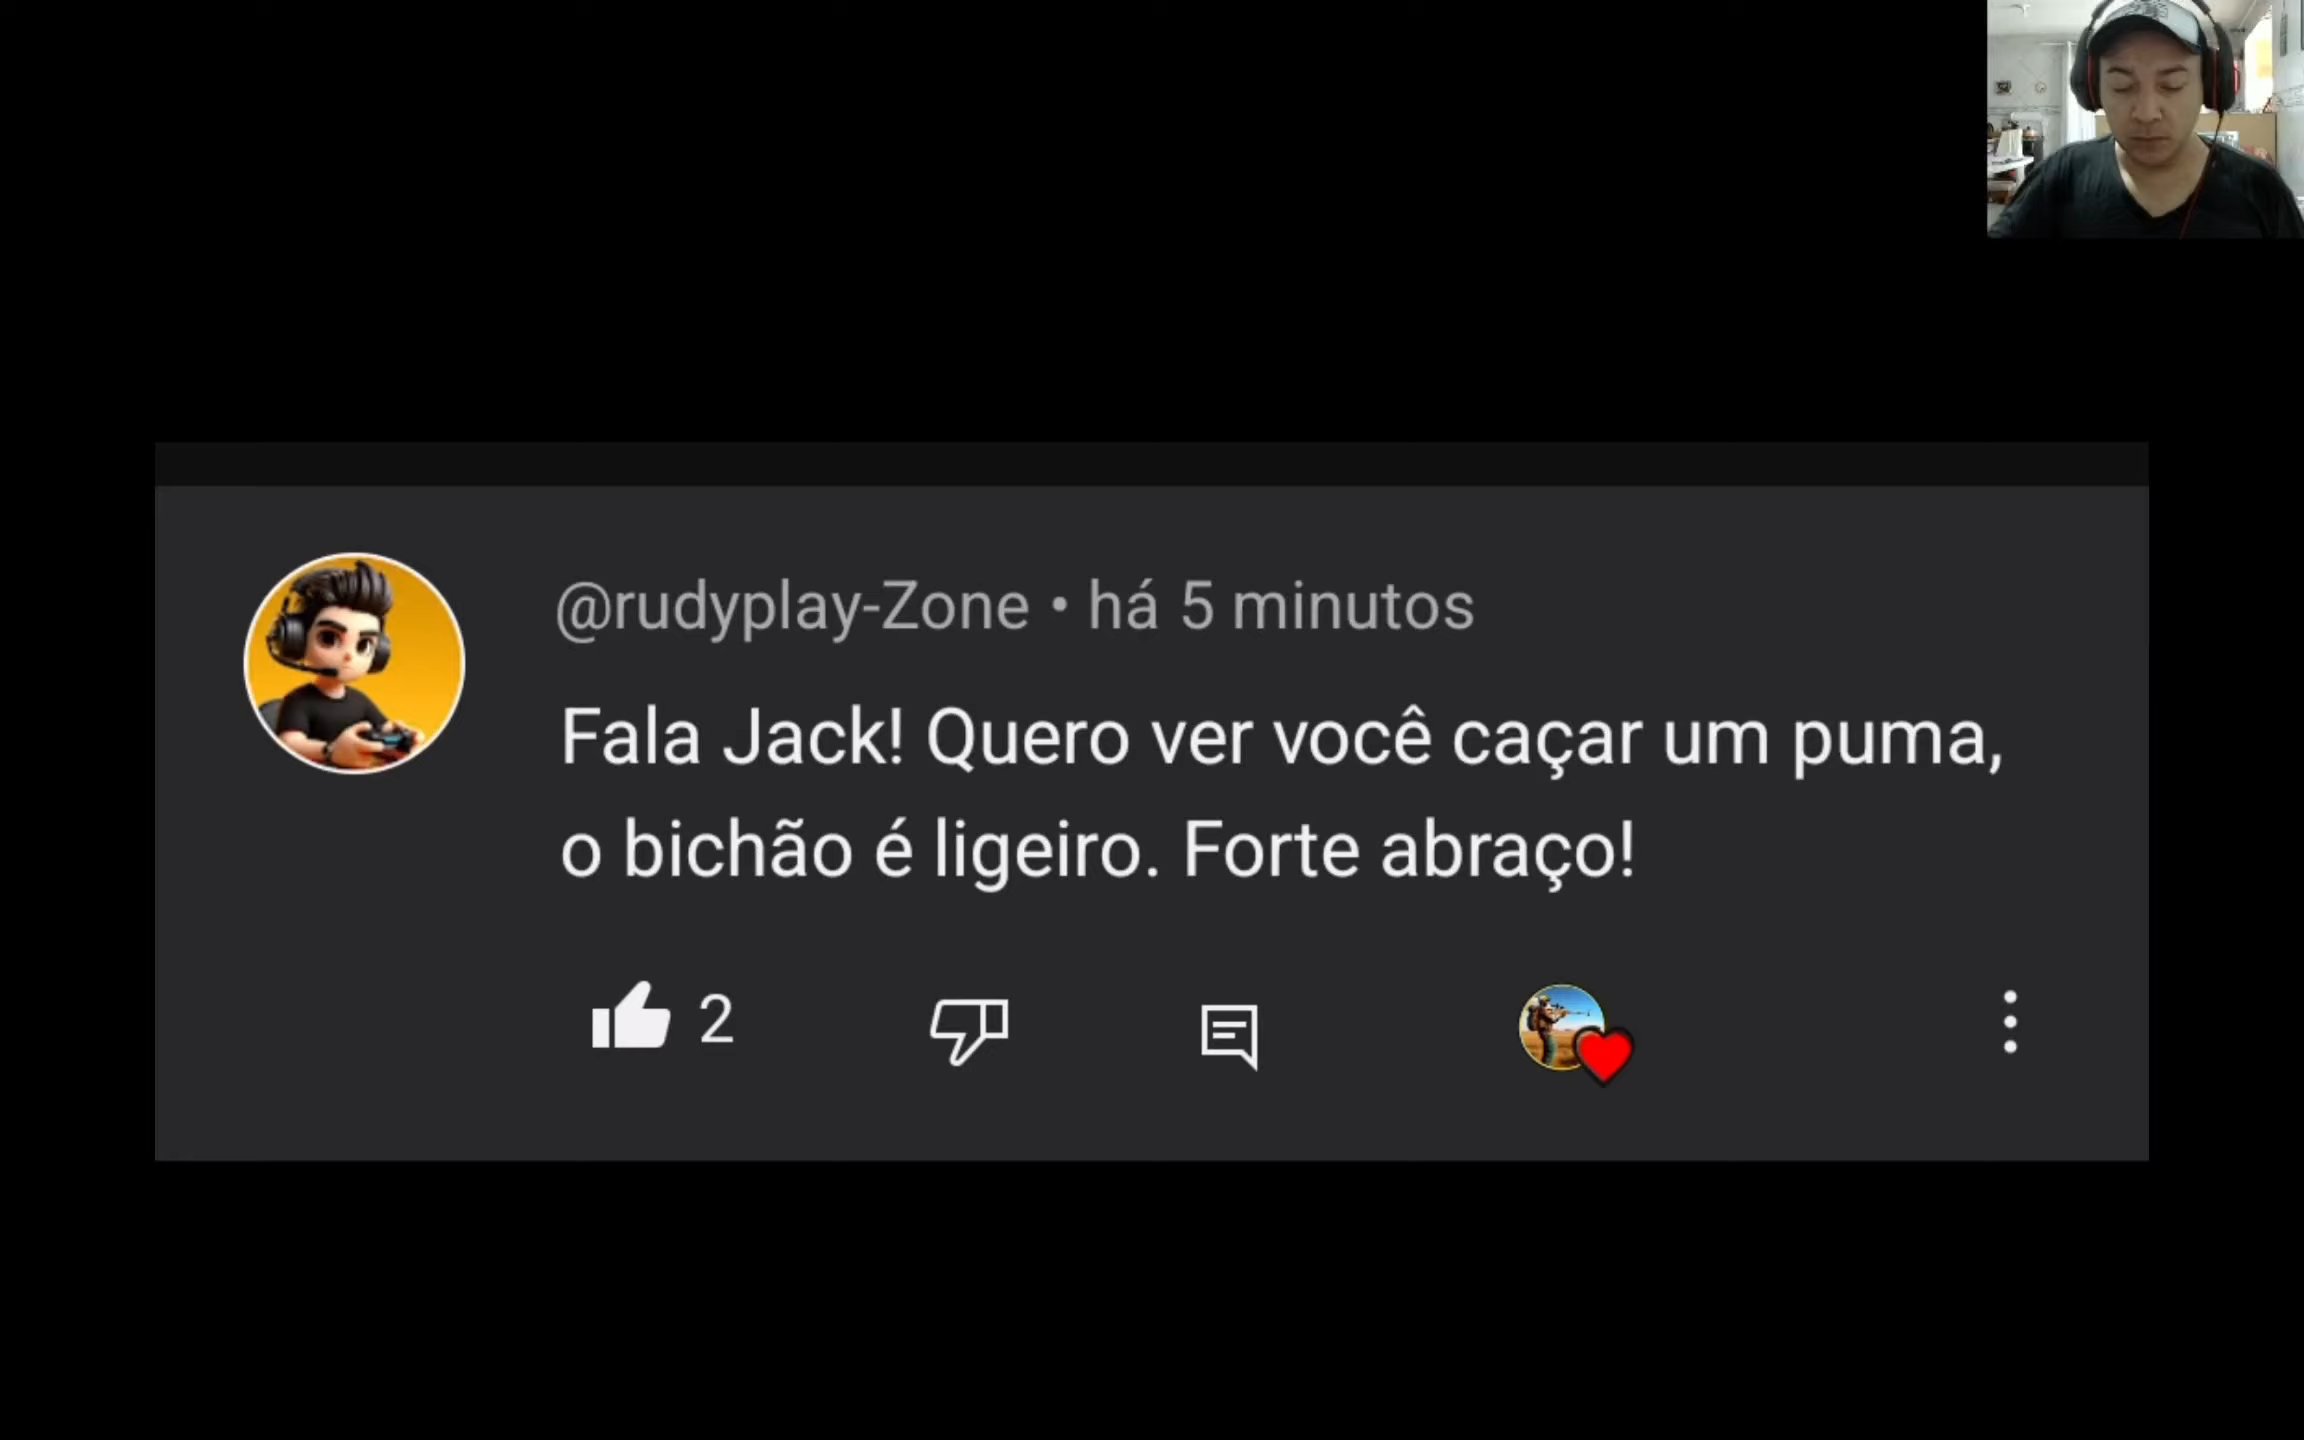 @rudyplay-Zone • há 5 minutos
Fala Jack! Quero ver você caçar um puma,
o bichão é ligeiro. Forte abraço!
2